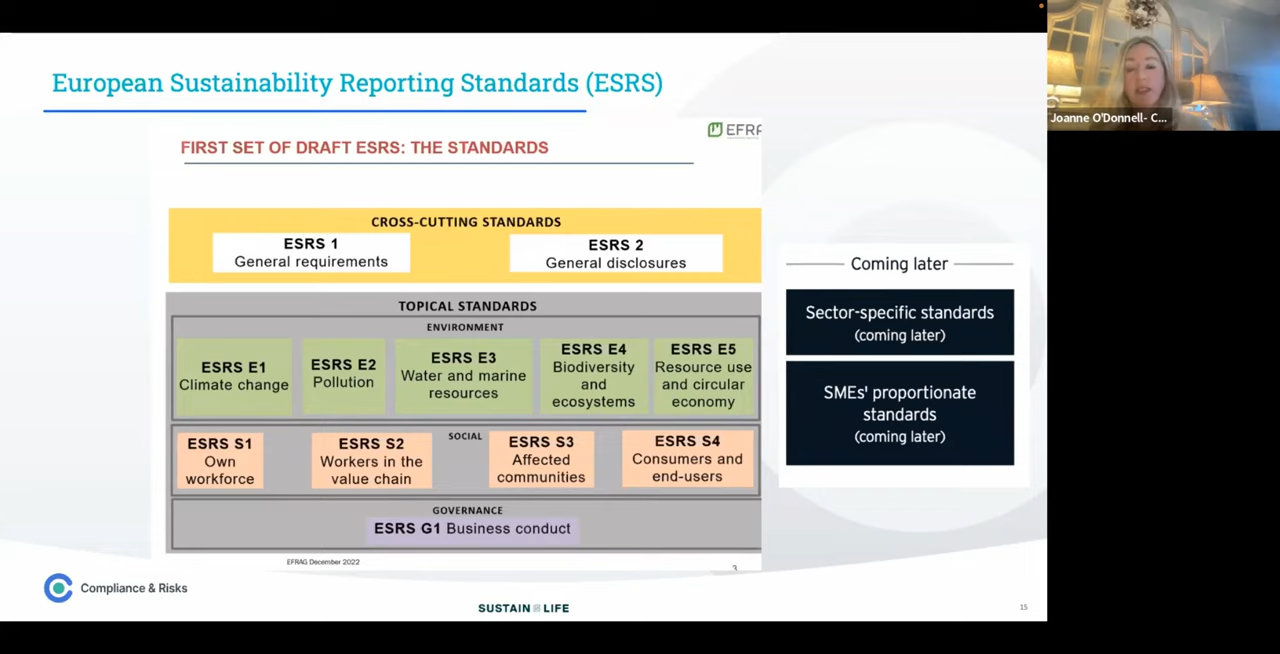 European Sustainability Reporting Standards (ESRS)
EFRA
FIRST SET OF DRAFT ESRS: THE STANDARDS
CROSS-CUTTING STANDARDS
ESRS 1
General requirements
ESRS 2
General disclosures
TOPICAL STANDARDS
ENVIRONMENT
ESRS E1
Climate change
ESRS E2
Pollution
ESRS E3
Water and marine
resources
ESRS E4
Biodiversity
and
ecosystems
ESRS E5
Resource use
and circular
economy
SOCIAL
ESRS S1
Own
workforce
ESRS S2
Workers in the
value chain
ESRS S3
Affected
communities
ESRS S4
Consumers and
end-users
GOVERNANCE
ESRS G1 Business conduct
EFRAG December 2022
3
Coming later
Sector-specific standards
(coming later)
SMEs' proportionate
standards
(coming later)
Compliance & Risks
SUSTAIN LIFE
15
Joanne O'Donnell- C...